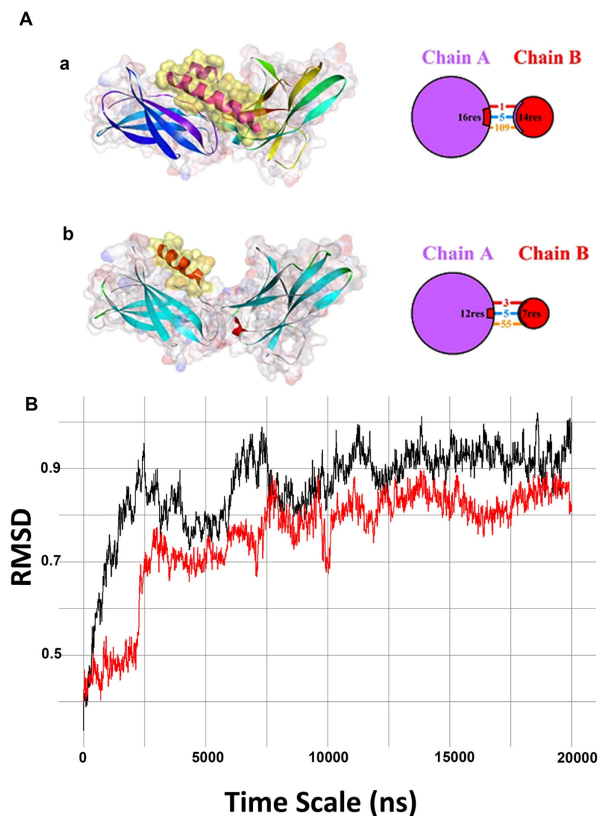 A
a
Chain A Chain B
16res
1
5
109
14res
b
Chain A Chain B
12res
3
5
55
7res
B
RMSD
0.9
0.7
0.5
0 5000 10000 15000 20000
Time Scale (ns)